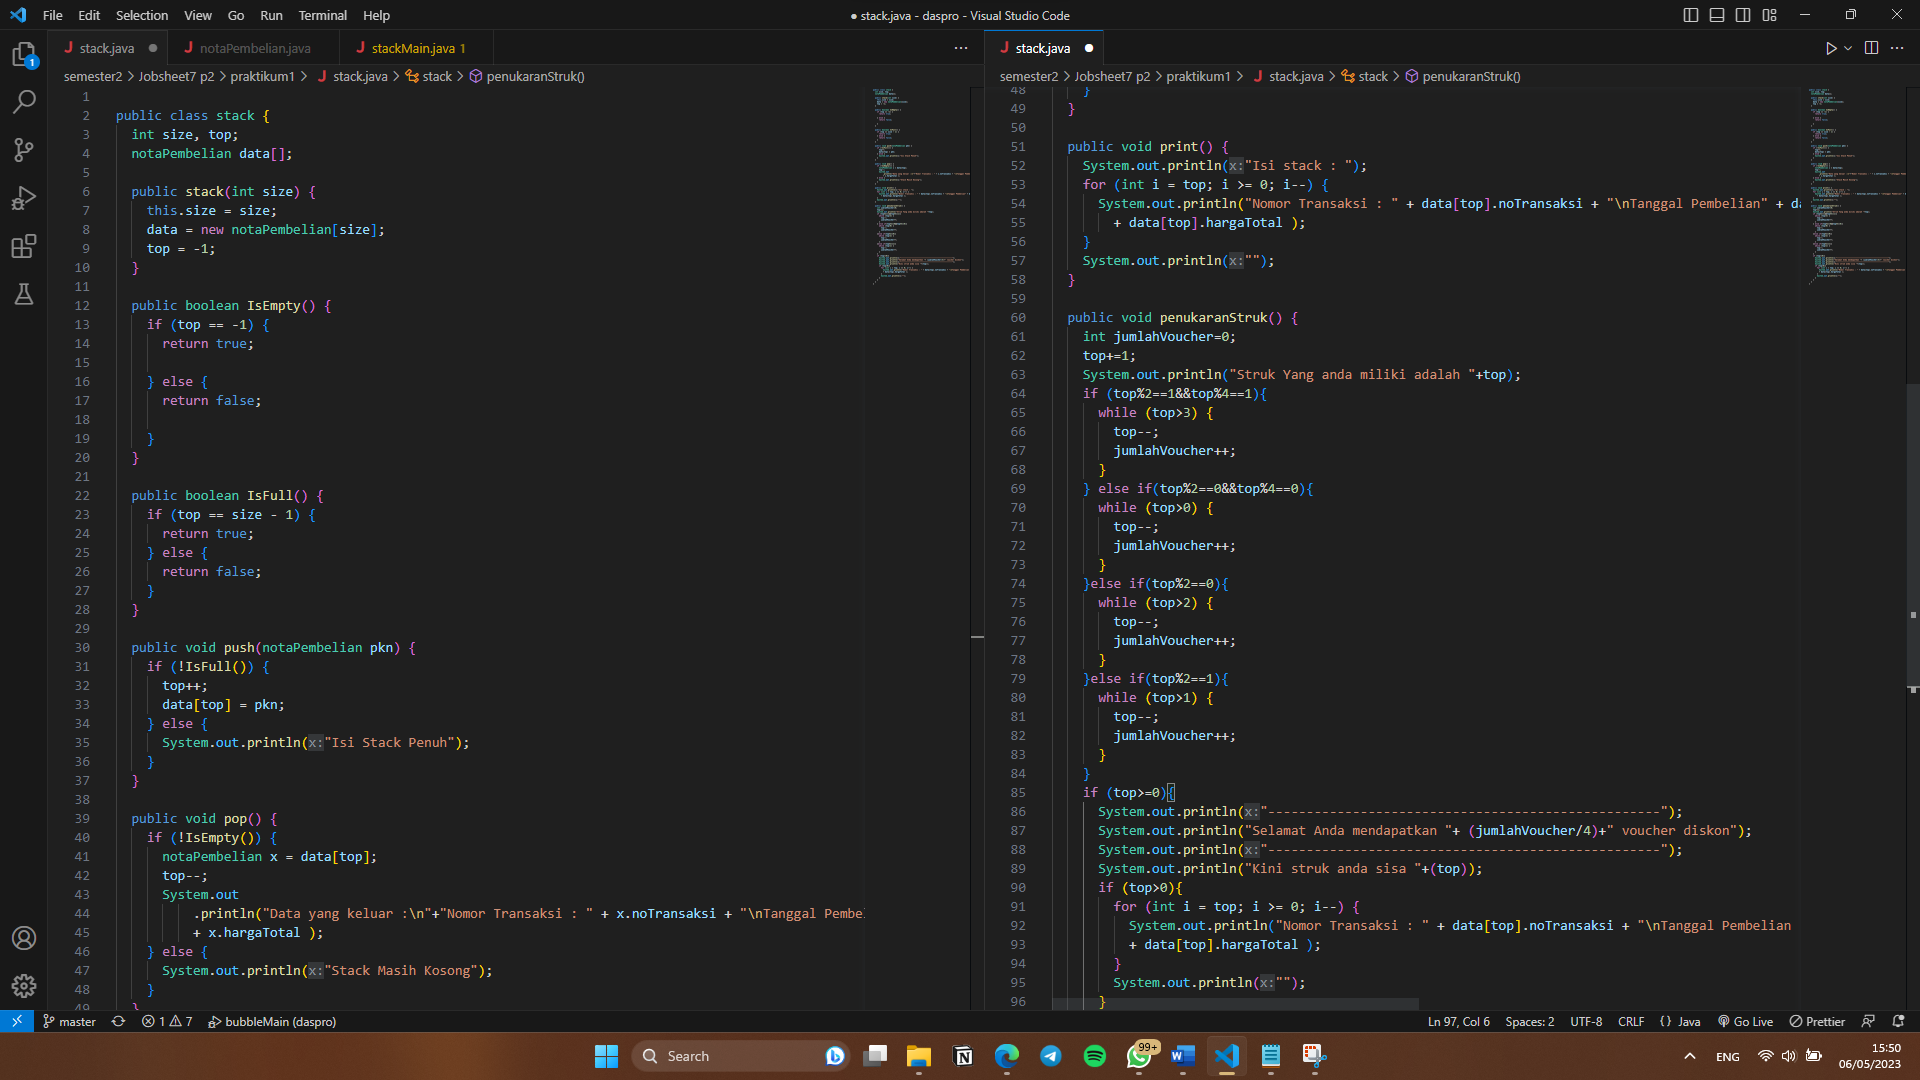 File Edit Selection View Go Run Terminal Help
● stack.java - daspro - Visual Studio Code
J stack.java ●
J notaPembelian.java
J stackMain.java 1
J stack.java ●
semester2 > Jobsheet7 p2 > praktikum1 > J stack.java > stack > penukaranStruk()
1
2 public class stack {
3 int size, top;
4 notaPembelian data[];
5
6 public stack(int size) {
7 this.size = size;
8 data = new notaPembelian[size];
9 top = -1;
10 }
11
12 public boolean IsEmpty() {
13 if (top == -1) {
14 return true;
15
16 } else {
17 return false;
18
19 }
20 }
21
22 public boolean IsFull() {
23 if (top == size - 1) {
24 return true;
25 } else {
26 return false;
27 }
28 }
29
30 public void push(notaPembelian pkn) {
31 if (!IsFull()) {
32 top++;
33 data[top] = pkn;
34 } else {
35 System.out.println(x:"Isi Stack Penuh");
36 }
37 }
38
39 public void pop() {
40 if (!IsEmpty()) {
41 notaPembelian x = data[top];
42 top--;
43 System.out
44 .println("Data yang keluar :\n"+"Nomor Transaksi : " + x.noTransaksi + "\nTanggal Pembe
45 + x.hargaTotal );
46 } else {
47 System.out.println(x:"Stack Masih Kosong");
48 }
49 }
semester2 > Jobsheet7 p2 > praktikum1 > J stack.java > stack > penukaranStruk()
48 }
49 }
50
51 public void print() {
52 System.out.println(x:"Isi stack : ");
53 for (int i = top; i >= 0; i--) {
54 System.out.println("Nomor Transaksi : " + data[top].noTransaksi + "\nTanggal Pembelian" + da
55 + data[top].hargaTotal );
56 }
57 System.out.println(x:"");
58 }
59
60 public void penukaranStruk() {
61 int jumlahVoucher=0;
62 top+=1;
63 System.out.println("Struk Yang anda miliki adalah "+top);
64 if (top%2==1&&top%4==1){
65 while (top>3) {
66 top--;
67 jumlahVoucher++;
68 }
69 } else if(top%2==0&&top%4==0){
70 while (top>0) {
71 top--;
72 jumlahVoucher++;
73 }
74 }else if(top%2==0){
75 while (top>2) {
76 top--;
77 jumlahVoucher++;
78 }
79 }else if(top%2==1){
80 while (top>1) {
81 top--;
82 jumlahVoucher++;
83 }
84 }
85 if (top>=0){
86 System.out.println(x:"---------------------------------------------------");
87 System.out.println("Selamat Anda mendapatkan "+ (jumlahVoucher/4)+" voucher diskon");
88 System.out.println(x:"---------------------------------------------------");
89 System.out.println("Kini struk anda sisa "+(top));
90 if (top>0){
91 for (int i = top; i >= 0; i--) {
92 System.out.println("Nomor Transaksi : " + data[top].noTransaksi + "\nTanggal Pembelian
93 + data[top].hargaTotal );
94 }
95 System.out.println(x:"");
96 }
master 1 7 bubbleMain (daspro)
Ln 97, Col 6 Spaces: 2 UTF-8 CRLF {} Java Go Live Prettier
Search
99+
ENG
15:50
06/05/2023